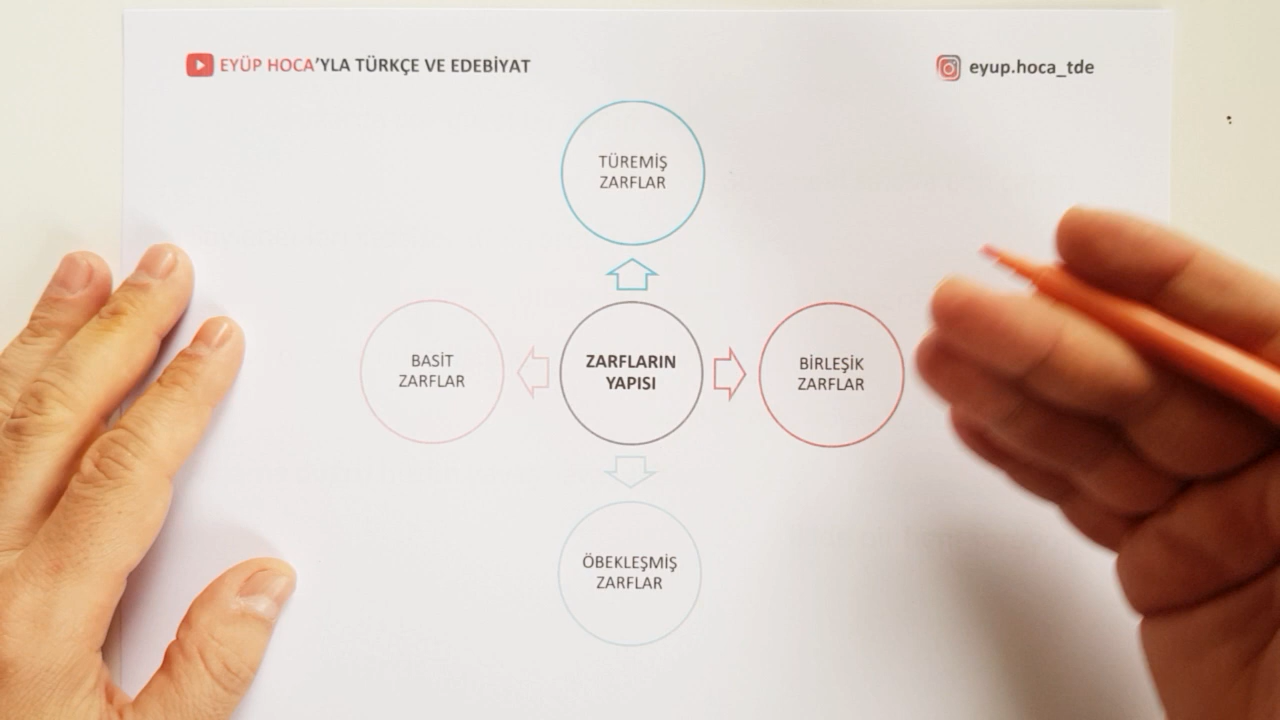 EYÜP HOCA'YLA TÜRKÇE VE EDEBİYAT
eyup.hoca_tde
TÜREMİŞ
ZARFLAR
BASİT
ZARFLAR
ZARFLARIN
YAPISI
BİRLEŞİK
ZARFLAR
ÖBEKLEŞMİŞ
ZARFLAR